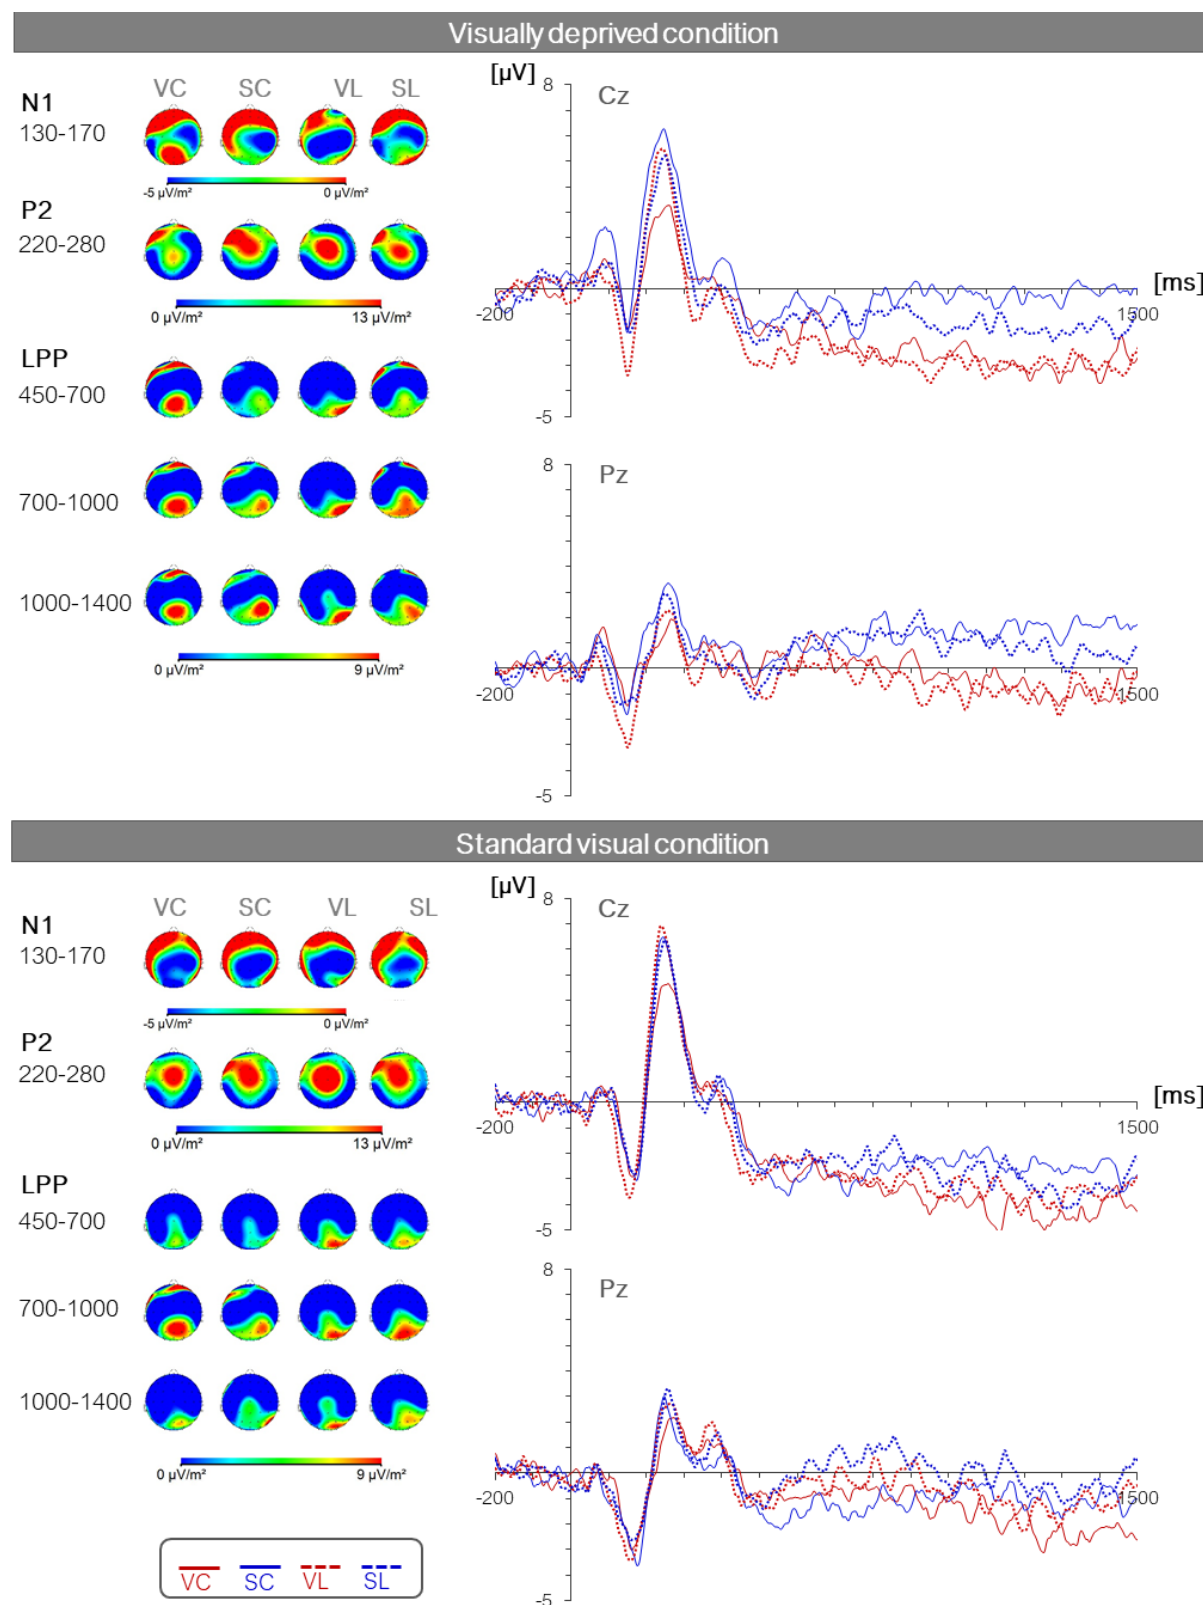 Visually deprived condition
VC SC VL SL
N1
130-170
-5 µV/m² 0 µV/m²
P2
220-280
0 µV/m² 13 µV/m²
LPP
450-700
700-1000
1000-1400
0 µV/m² 9 µV/m²
[µV] 8 Cz
[ms]
-200 1500
-5
8 Pz
-200 1500
-5
Standard visual condition
VC SC VL SL
N1
130-170
-5 µV/m² 0 µV/m²
P2
220-280
0 µV/m² 13 µV/m²
LPP
450-700
700-1000
1000-1400
0 µV/m² 9 µV/m²
[µV] 8 Cz
[ms]
-200 1500
-5
8 Pz
-200 1500
-5
VC SC VL SL